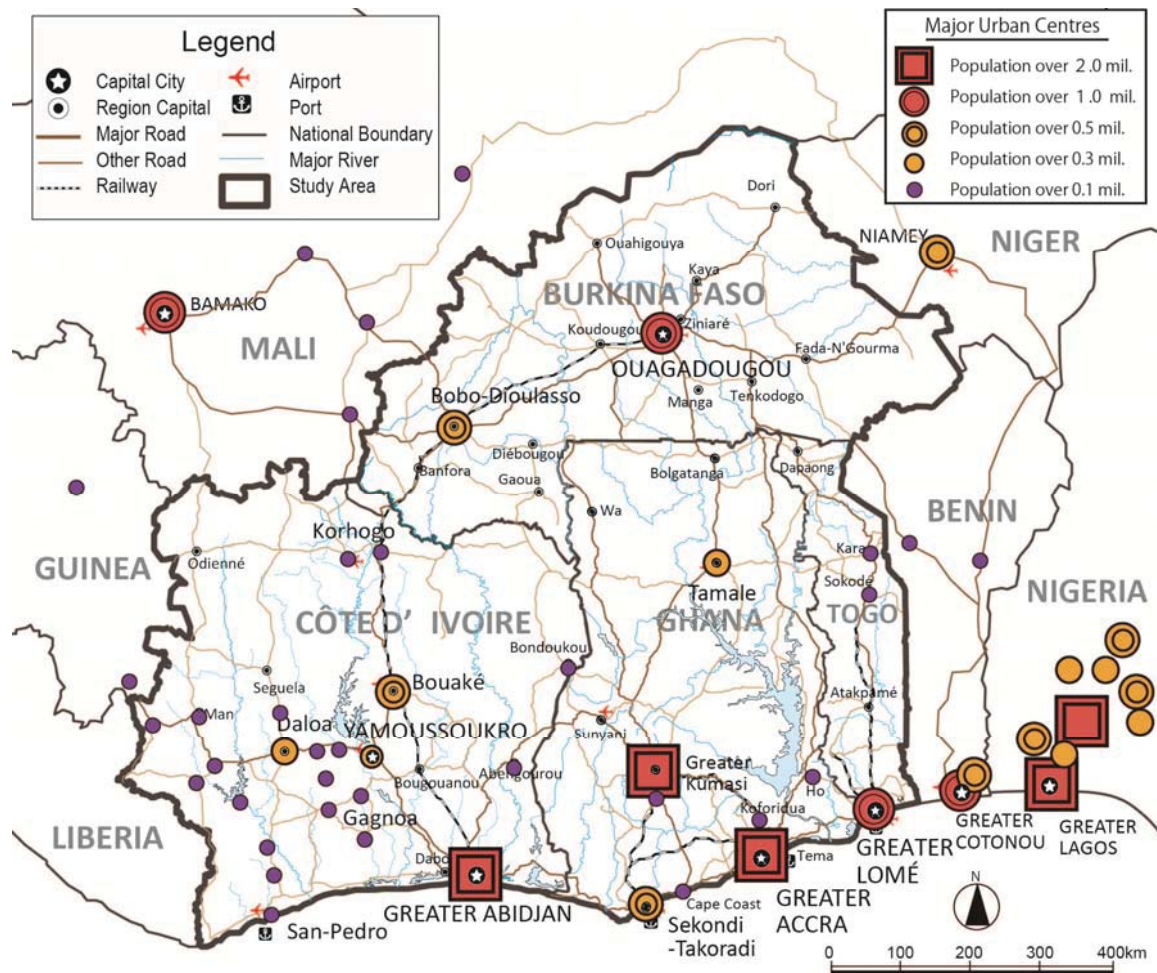 Legend
Capital City
Airport
Region Capital
Port
Major Road
National Boundary
Other Road
Major River
Railway
Study Area
Major Urban Centres
Population over 2.0 mil.
Population over 1.0 mil.
Population over 0.5 mil.
Population over 0.3 mil.
Population over 0.1 mil.
Dori
NIAMEY
NIGER
Ouahigouya
Kaya
BURKINA FASO
BAMAKO
MALI
Koudougou
Ziniaré
Fada-N'Gourma
OUAGADOUGOU
Bobo-Dioulasso
Manga
Tenkodogo
Diébougou
Banfora
Gaoua
Bolgatanga
Dapaong
Wa
BENIN
Korhogo
Odienné
GUINEA
Kara
Sokodé
Tamale
NIGERIA
CÔTE D' IVOIRE
GHANA
TOGO
Bondoukou
Seguela
Bouaké
Atakpamé
Man
Daloa
YAMOUSSOUKRO
Sunyani
Bougouanou
Abengourou
Greater
Kumasi
Ho
Gagnoa
Koforidua
LIBERIA
Dabou
Tema
GREATER
LOMÉ
GREATER
COTONOU
GREATER
LAGOS
GREATER ABIDJAN
Cape Coast
GREATER
ACCRA
San-Pedro
Sekondi
-Takoradi
N
0 100 200 300 400km